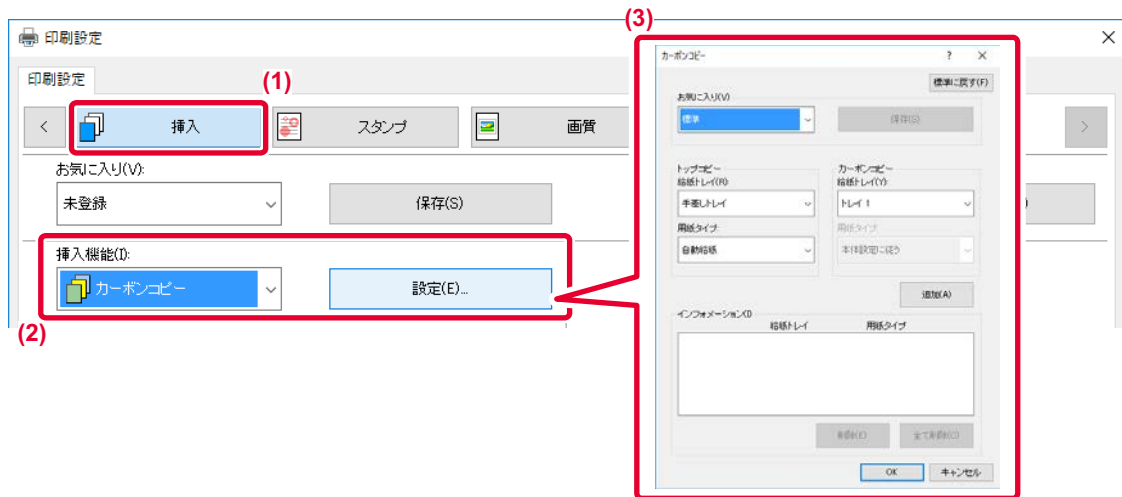 (3)
印刷設定
カーボンコピー
? ×
印刷設定
(1)
標準に戻す(F)
お気に入り(V)
標準
保存(S)
< 挿入 スタンプ 画質 >
お気に入り(V):
未登録
保存(S)
トップコピー
給紙トレイ(R):
手差しトレイ
用紙タイプ:
自動給紙
カーボンコピー
給紙トレイ(Y):
トレイ 1
用紙タイプ:
本体設定に従う
挿入機能(I):
カーボンコピー
設定(E)...
(2)
追加(A)
インフォメーション(I)
給紙トレイ 用紙タイプ
削除(E)
全て削除(C)
OK
キャンセル